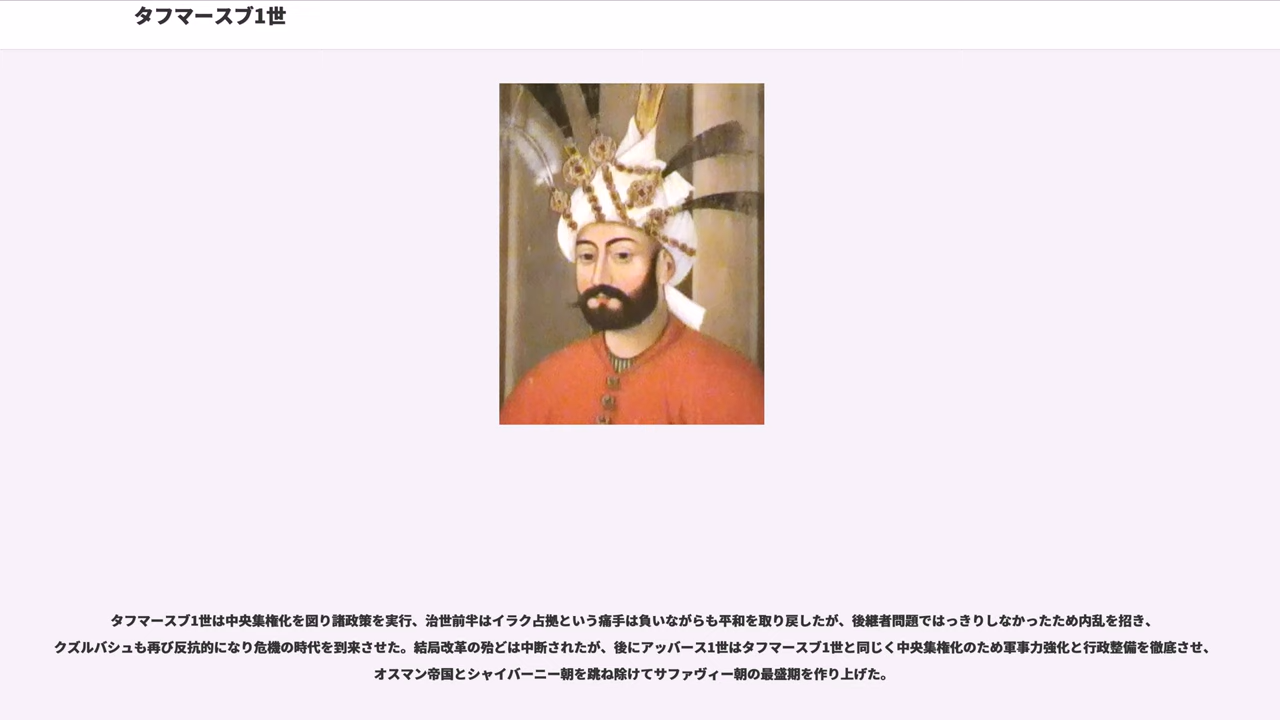 タフマースブ1世
タフマースブ1世は中央集権化を図り諸政策を実行、治世前半はイラク占拠という痛手は負いながらも平和を取り戻したが、後継者問題ではっきりしなかったため内乱を招き、
クズルバシュも再び反抗的になり危機の時代を到来させた。結局改革の殆どは中断されたが、後にアッバース1世はタフマースブ1世と同じく中央集権化のため軍事力強化と行政整備を徹底させ、
オスマン帝国とシャイバーニー朝を跳ね除けてサファヴィー朝の最盛期を作り上げた。